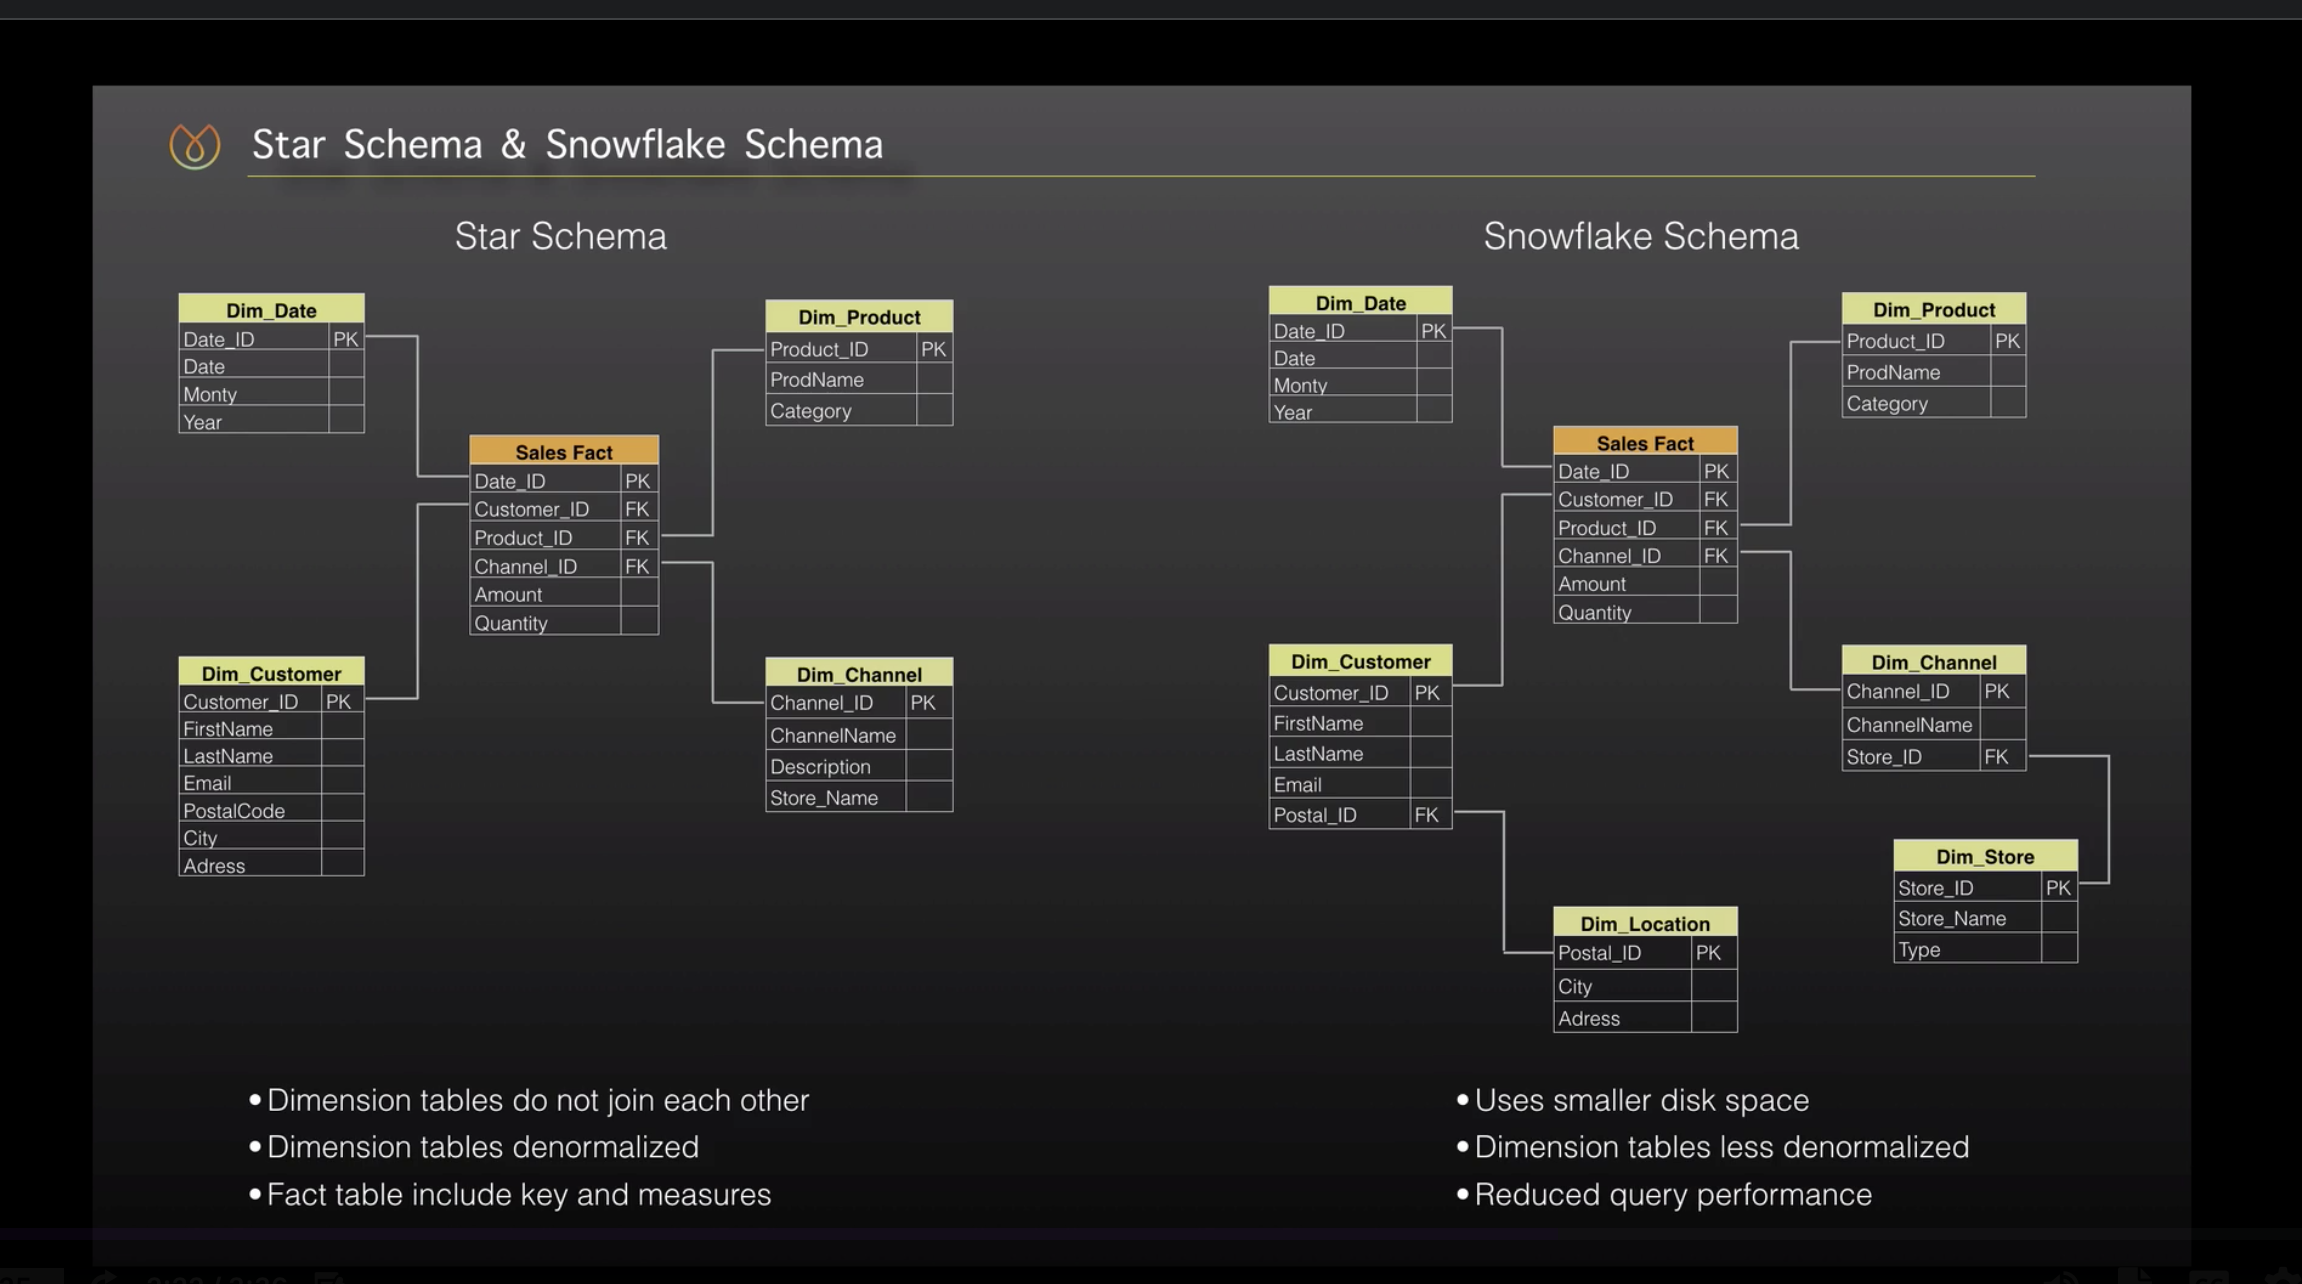 Star Schema & Snowflake Schema
Star Schema
Dim_Date
Date_ID PK
Date
Monty
Year
Dim_Product
Product_ID PK
ProdName
Category
Sales Fact
Date_ID PK
Customer_ID FK
Product_ID FK
Channel_ID FK
Amount
Quantity
Dim_Customer
Customer_ID PK
FirstName
LastName
Email
PostalCode
City
Adress
Dim_Channel
Channel_ID PK
ChannelName
Description
Store_Name
• Dimension tables do not join each other
• Dimension tables denormalized
• Fact table include key and measures
Snowflake Schema
Dim_Date
Date_ID PK
Date
Monty
Year
Dim_Product
Product_ID PK
ProdName
Category
Sales Fact
Date_ID PK
Customer_ID FK
Product_ID FK
Channel_ID FK
Amount
Quantity
Dim_Customer
Customer_ID PK
FirstName
LastName
Email
Postal_ID FK
Dim_Channel
Channel_ID PK
ChannelName
Store_ID FK
Dim_Store
Store_ID PK
Store_Name
Type
Dim_Location
Postal_ID PK
City
Adress
• Uses smaller disk space
• Dimension tables less denormalized
• Reduced query performance